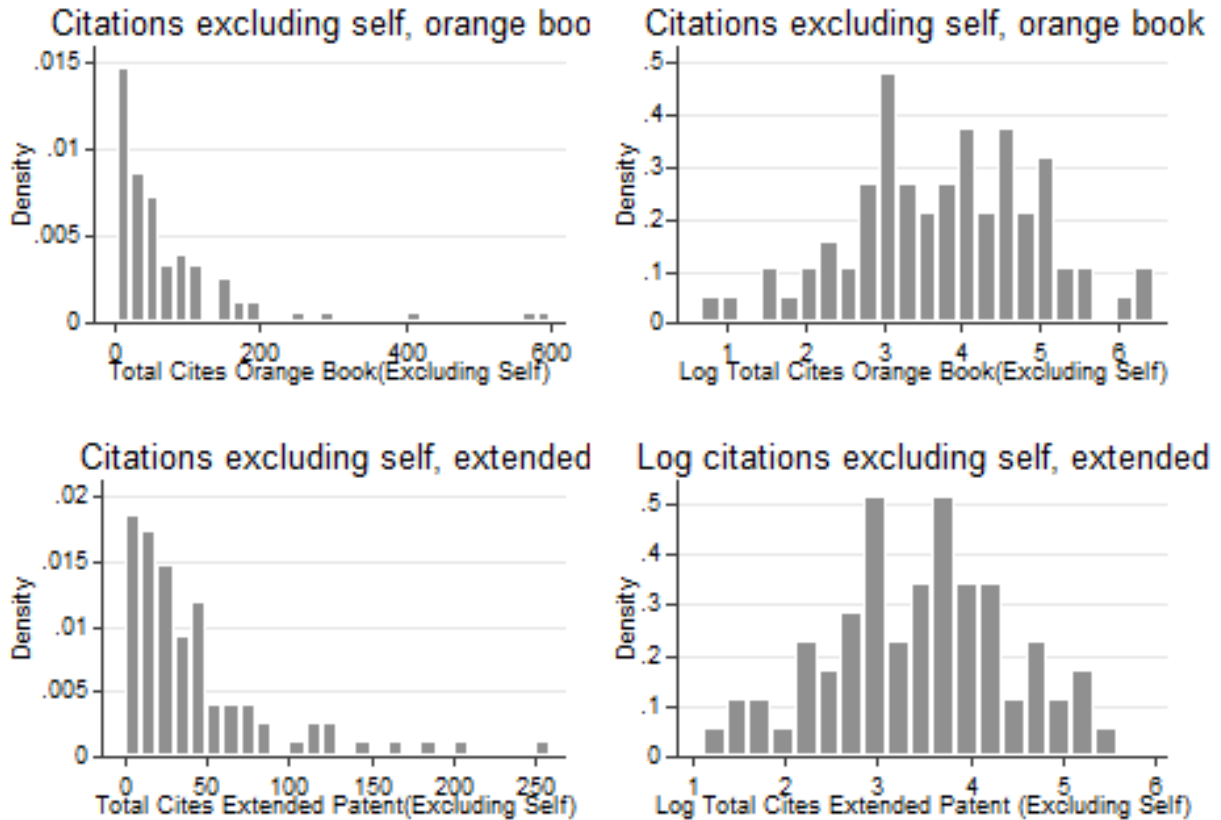 Citations excluding self, orange boo
.015
.01
.005
0
Density
0 200 400 600
Total Cites Orange Book(Excluding Self)
Citations excluding self, orange book
.5
.4
.3
.2
.1
0
Density
1 2 3 4 5 6
Log Total Cites Orange Book(Excluding Self)
Citations excluding self, extended
.02
.015
.01
.005
0
Density
0 50 100 150 200 250
Total Cites Extended Patent(Excluding Self)
Log citations excluding self, extended
.5
.4
.3
.2
.1
0
Density
1 2 3 4 5 6
Log Total Cites Extended Patent (Excluding Self)